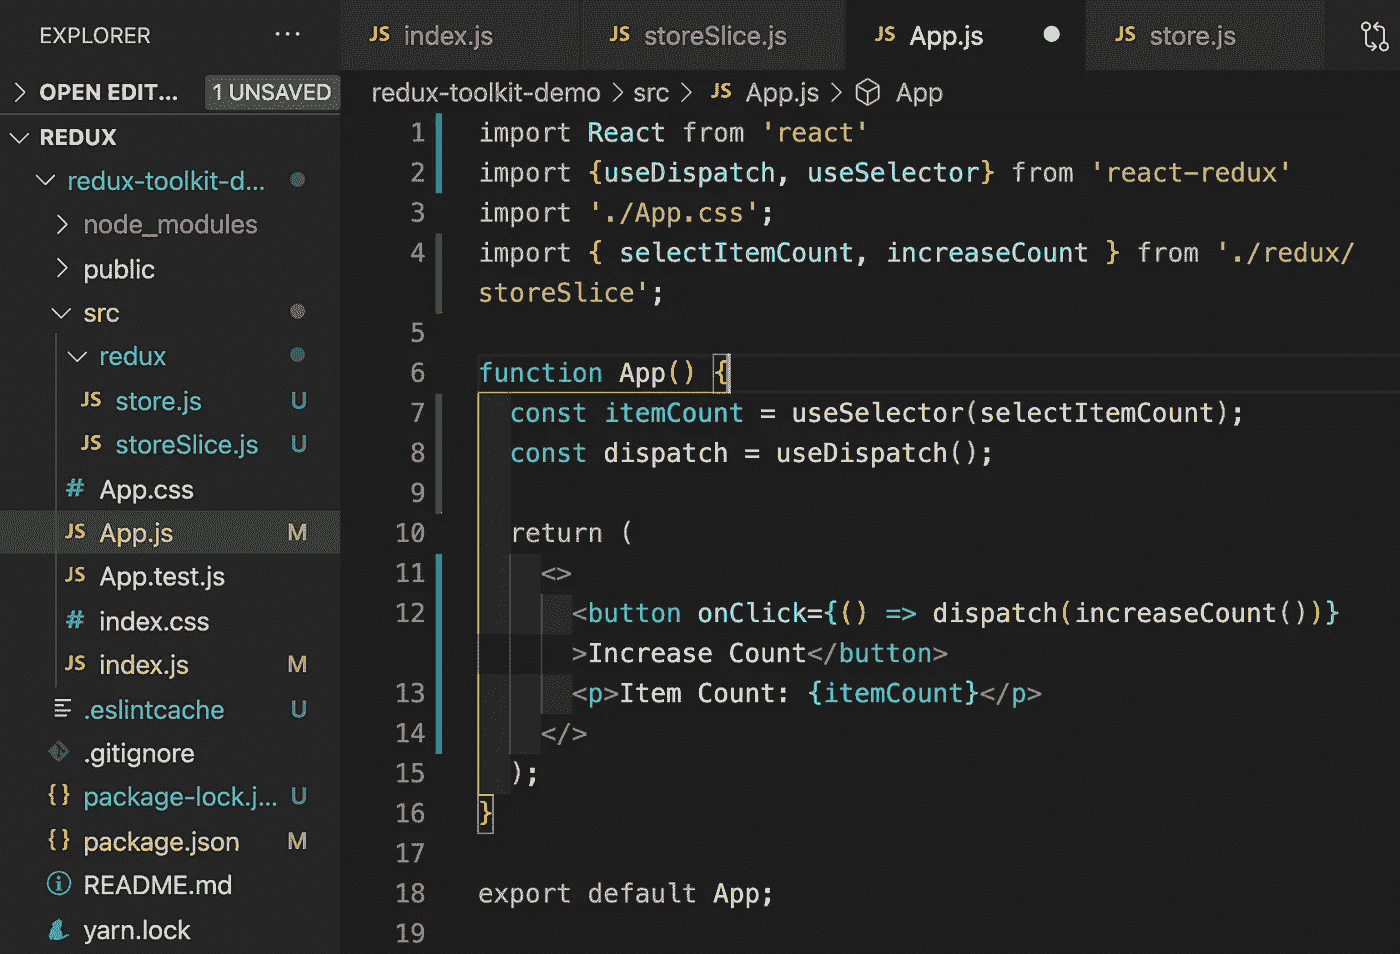 EXPLORER ···
OPEN EDIT... 1 UNSAVED
REDUX
redux-toolkit-d...
node_modules
public
src
redux
JS store.js U
JS storeSlice.js U
# App.css
JS App.js M
JS App.test.js
# index.css
JS index.js M
.eslintcache U
.gitignore
{} package-lock.j... U
{} package.json M
README.md
yarn.lock
JS index.js JS storeSlice.js JS App.js JS store.js
redux-toolkit-demo > src > JS App.js > App
1 import React from 'react'
2 import {useDispatch, useSelector} from 'react-redux'
3 import './App.css';
4 import { selectItemCount, increaseCount } from './redux/
storeSlice';
5
6 function App() {
7 const itemCount = useSelector(selectItemCount);
8 const dispatch = useDispatch();
9
10 return (
11 <>
12 <button onClick={() => dispatch(increaseCount())}
>Increase Count</button>
13 <p>Item Count: {itemCount}</p>
14 </>
15 );
16 }
17
18 export default App;
19